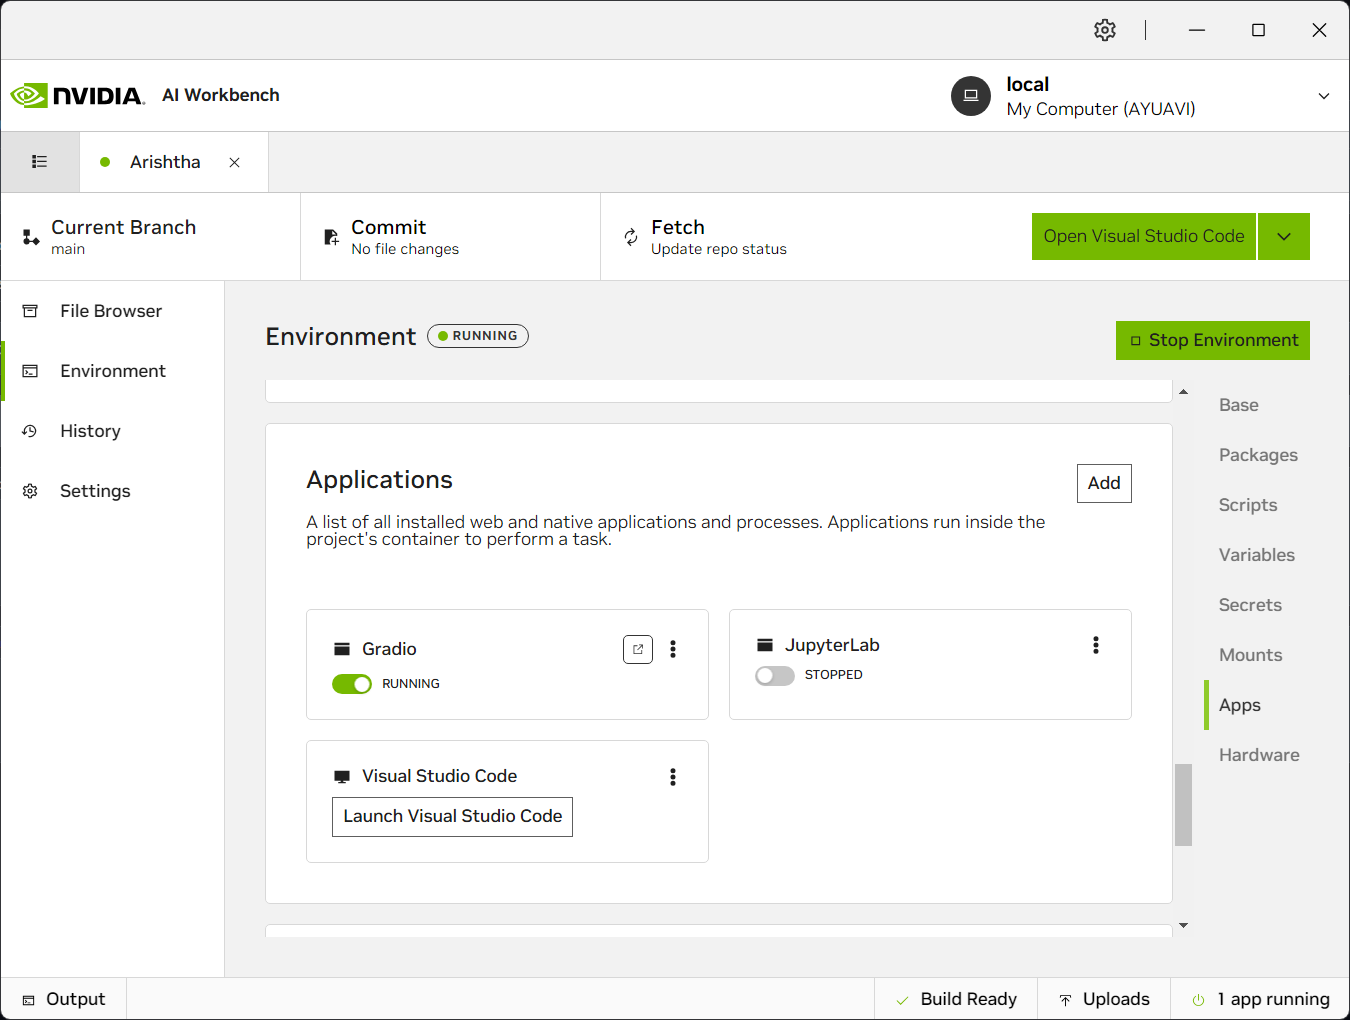 NVIDIA. AI Workbench
local
My Computer (AYUAVI)
Arishtha
Current Branch
main
Commit
No file changes
Fetch
Update repo status
Open Visual Studio Code
File Browser
Environment
History
Settings
Environment
RUNNING
Stop Environment
Applications
Add
A list of all installed web and native applications and processes. Applications run inside the
project's container to perform a task.
Gradio
RUNNING
JupyterLab
STOPPED
Visual Studio Code
Launch Visual Studio Code
Base
Packages
Scripts
Variables
Secrets
Mounts
Apps
Hardware
Output
Build Ready
Uploads
1 app running